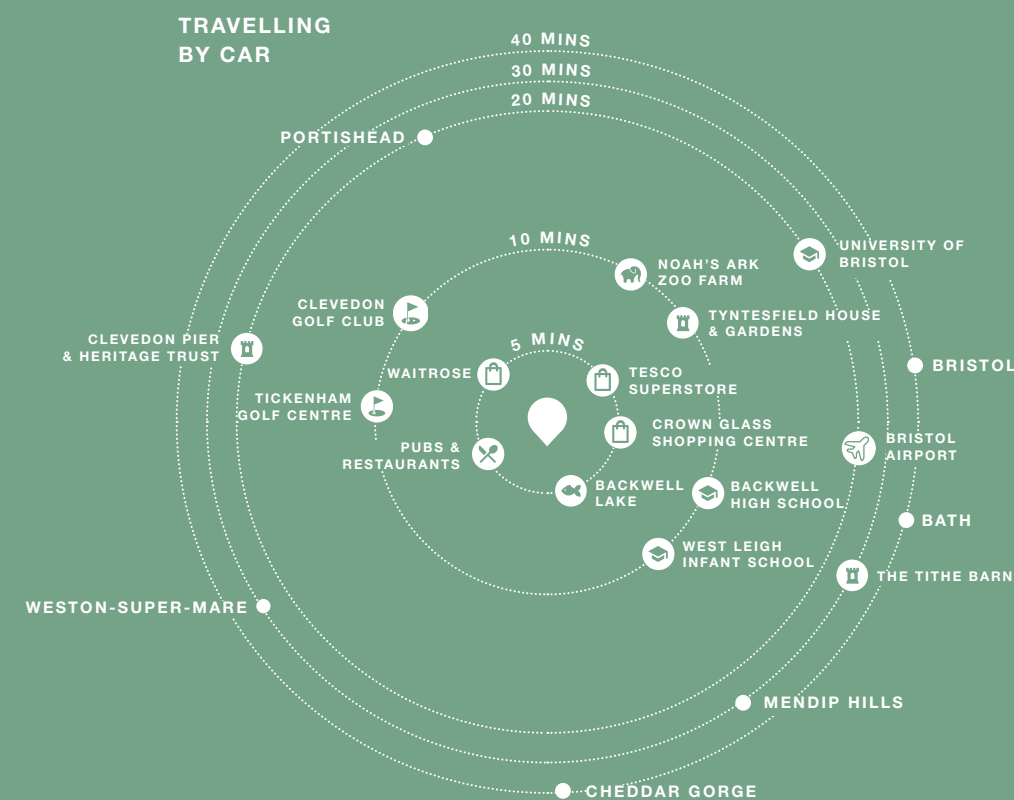 TRAVELLING
BY CAR
40 MINS
30 MINS
20 MINS
PORTISHEAD
10 MINS
UNIVERSITY OF
BRISTOL
NOAH'S ARK
ZOO FARM
CLEVEDON
GOLF CLUB
TYNTESFIELD HOUSE
& GARDENS
CLEVEDON PIER
& HERITAGE TRUST
5 MINS
WAITROSE
TESCO
SUPERSTORE
BRISTOL
TICKENHAM
GOLF CENTRE
CROWN GLASS
SHOPPING CENTRE
PUBS &
RESTAURANTS
BRISTOL
AIRPORT
BACKWELL
LAKE
BACKWELL
HIGH SCHOOL
BATH
WEST LEIGH
INFANT SCHOOL
THE TITHE BARN
WESTON-SUPER-MARE
MENDIP HILLS
CHEDDAR GORGE